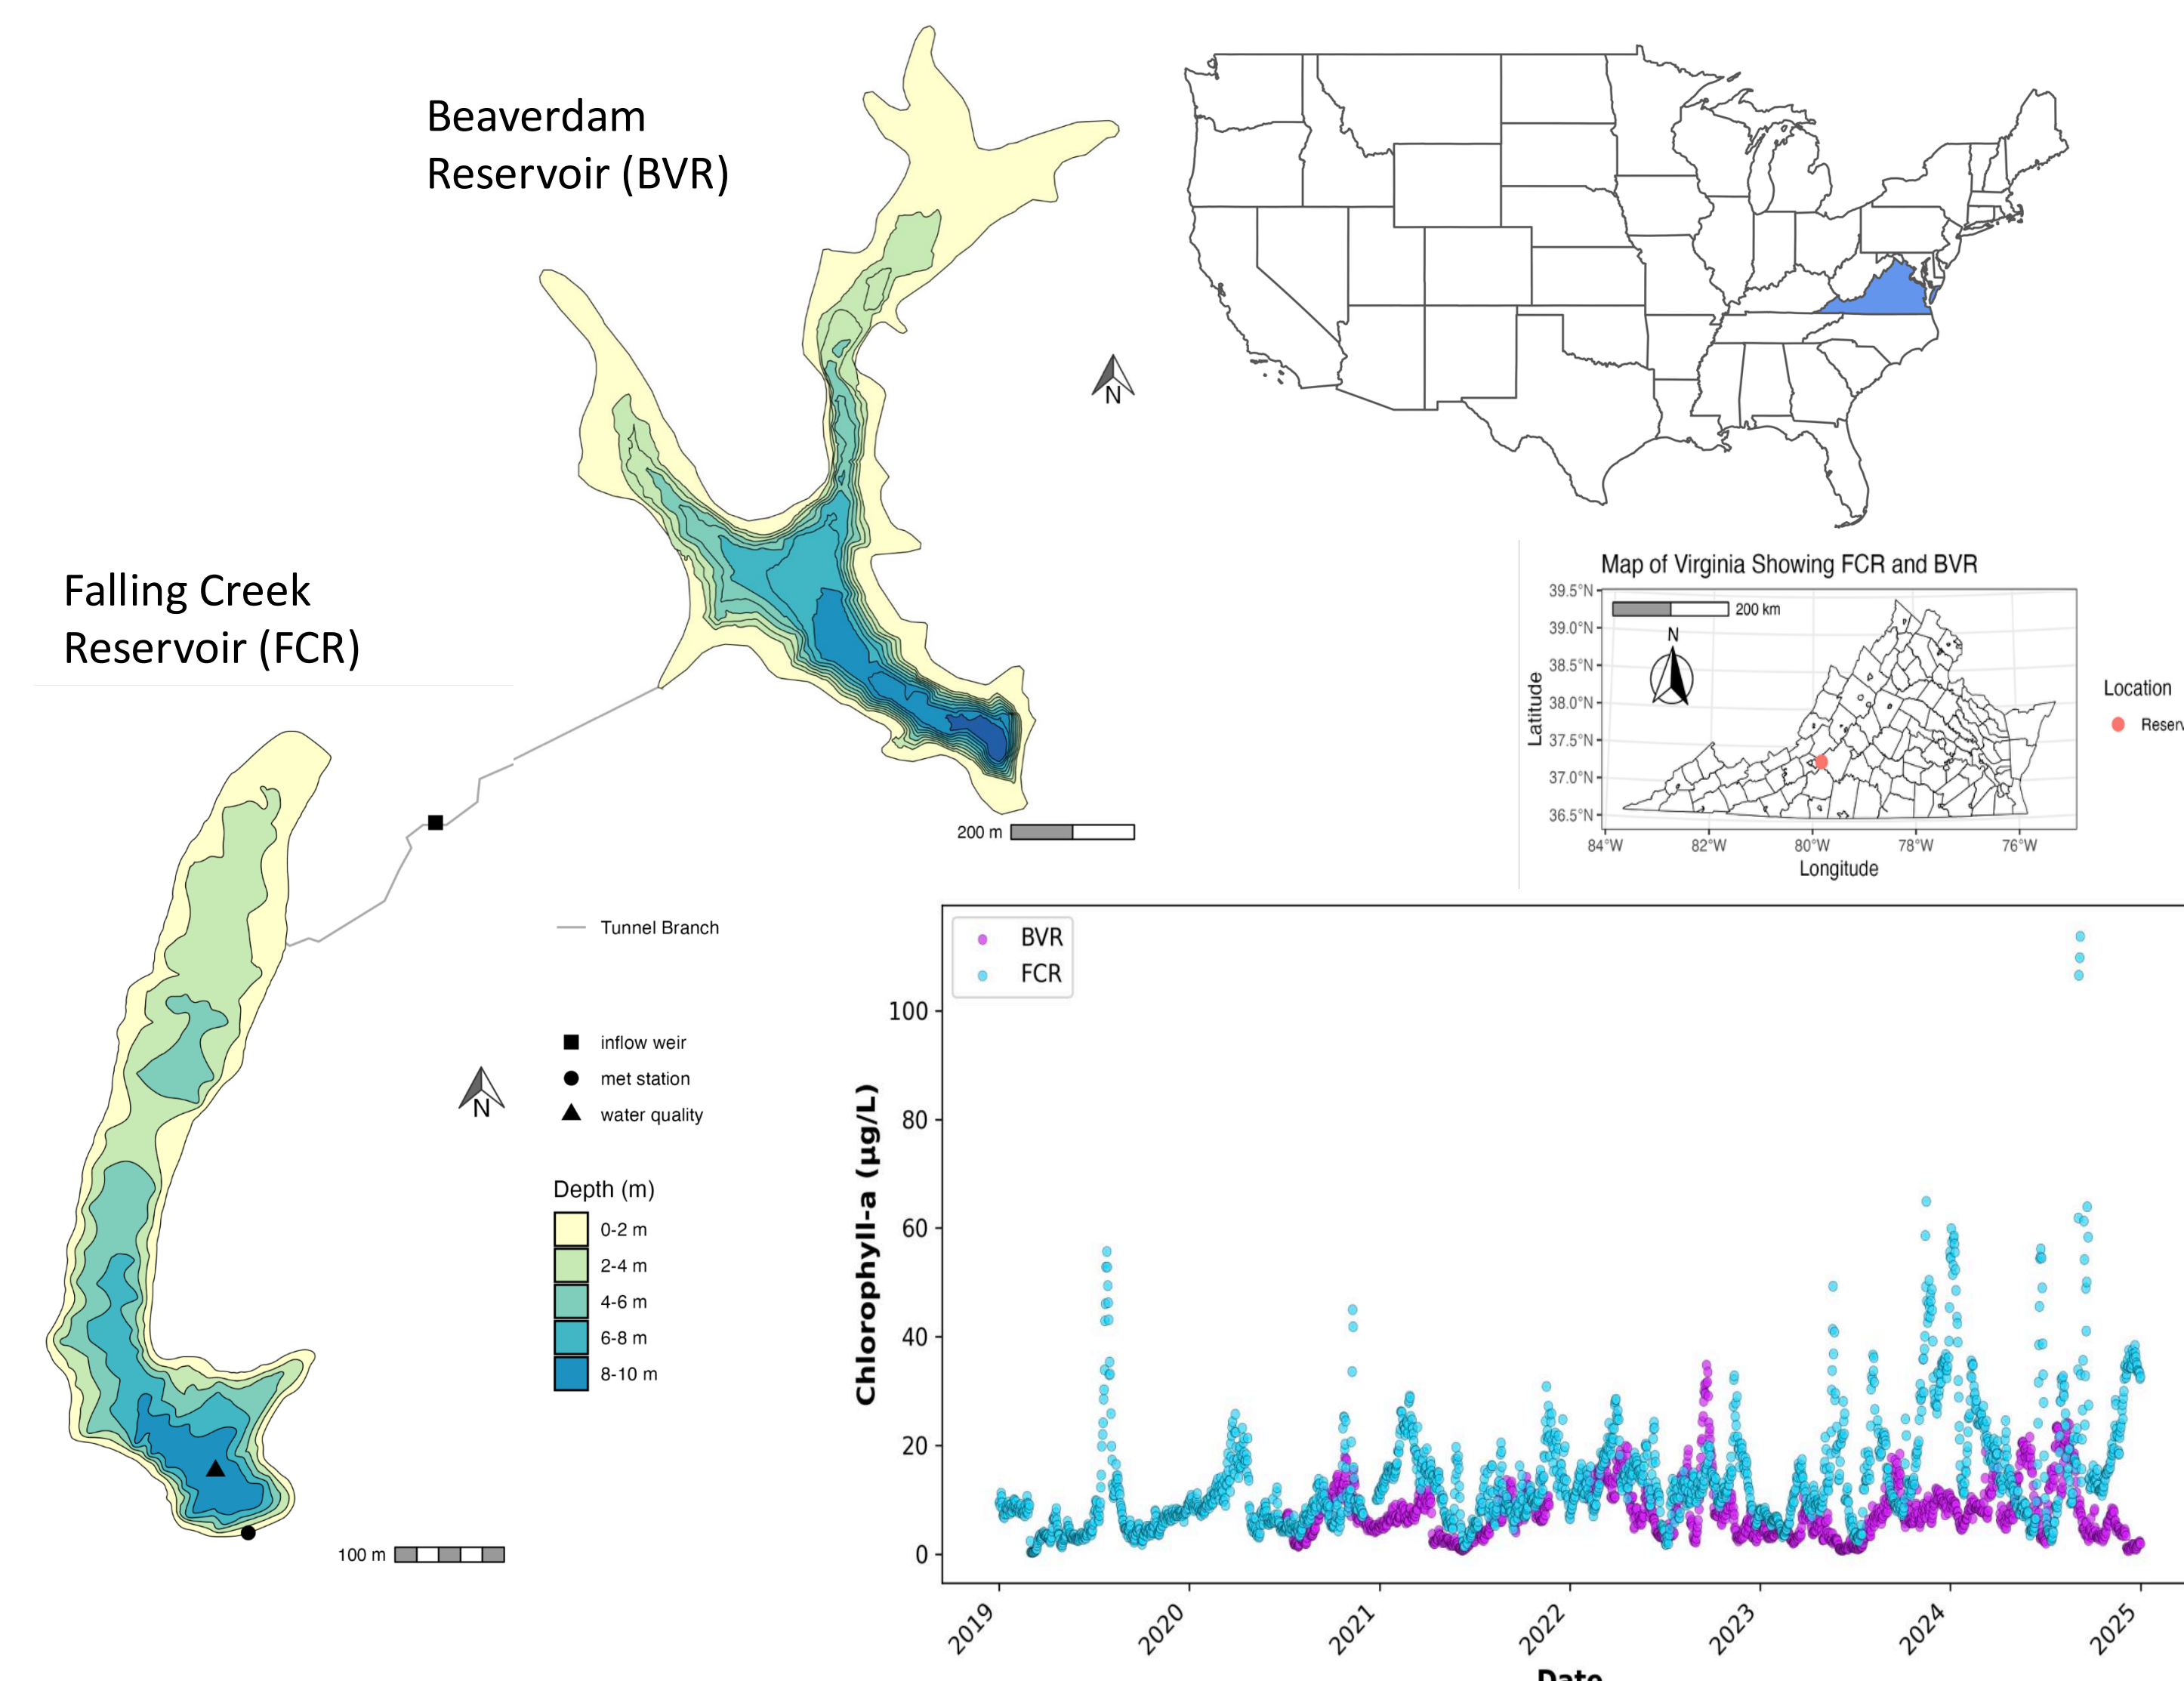 Beaverdam
Reservoir (BVR)
N
Falling Creek
Reservoir (FCR)
200 m
Tunnel Branch
inflow weir
met station
water quality
N
Depth (m)
0-2 m
2-4 m
4-6 m
6-8 m
8-10 m
100 m
Map of Virginia Showing FCR and BVR
200 km
N
39.5°N
39.0°N
38.5°N
38.0°N
37.5°N
37.0°N
36.5°N
Latitude
84°W 82°W 80°W 78°W 76°W
Longitude
Location
Reserv
BVR
FCR
Chlorophyll-a (µg/L)
100
80
60
40
20
0
2019 2020 2021 2022 2023 2024 2025
Date